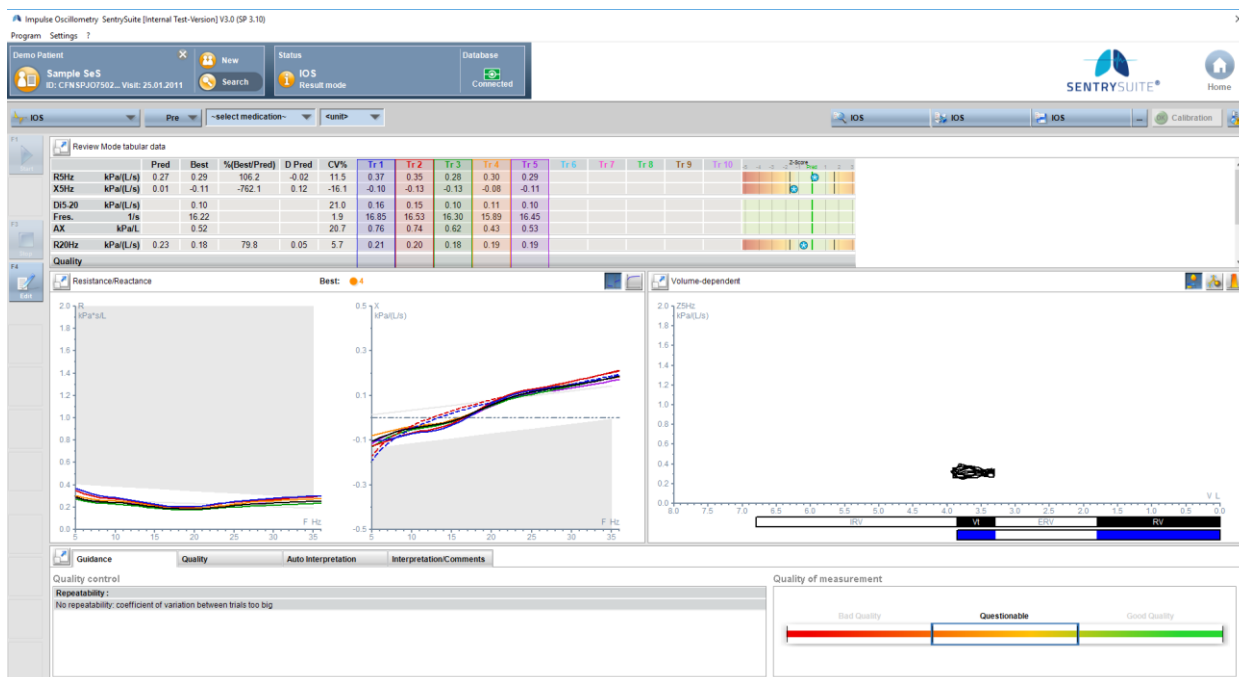 Impulse Oscillometry SentrySuite [Internal Test-Version] V3.0 (SP 3.10)
Program Settings ?
Demo Patient
Sample SeS
ID: CFNSPJO7502... Visit: 25.01.2011
New
Search
Status
IOS
Result mode
Database
Connected
SENTRYSUITE®
Home
IOS Pre ~select medication~ <unit> IOS IOS IOS Calibration
F1
Start
F4
Edit
Review Mode tabular data
Pred Best %(Best/Pred) D Pred CV% Tr 1 Tr 2 Tr 3 Tr 4 Tr 5 Tr 6 Tr 7 Tr 8 Tr 9 Tr 10 Z-Score Pred
R5Hz kPa/(L/s) 0.27 0.29 106.2 -0.02 11.5 0.37 0.35 0.28 0.30 0.29
X5Hz kPa/(L/s) 0.01 -0.11 -762.1 0.12 -16.1 -0.10 -0.13 -0.13 -0.08 -0.11
Di5-20 kPa/(L/s) 0.10 21.0 0.16 0.15 0.10 0.11 0.10
Fres. 1/s 16.22 1.9 16.85 16.53 16.30 15.89 16.45
AX kPa/L 0.52 20.7 0.76 0.74 0.62 0.43 0.53
R20Hz kPa/(L/s) 0.23 0.18 79.8 0.05 5.7 0.21 0.20 0.18 0.19 0.19
Quality
Resistance/Reactance Best: 4
2.0 R
kPa*s/L
1.8
1.6
1.4
1.2
1.0
0.8
0.6
0.4
0.2
0.0
F Hz
5 10 15 20 25 30 35
0.5 X
kPa/(L/s)
0.3
0.1
-0.1
-0.3
-0.5
F Hz
5 10 15 20 25 30 35
Volume-dependent
2.0 Z5Hz
kPa/(L/s)
1.8
1.6
1.4
1.2
1.0
0.8
0.6
0.4
0.2
0.0
V L
8.0 7.5 7.0 6.5 6.0 5.5 5.0 4.5 4.0 3.5 3.0 2.5 2.0 1.5 1.0 0.5 0.0
IRV Vt ERV RV
Guidance Quality Auto Interpretation Interpretation/Comments
Quality control
Repeatability :
No repeatability: coefficient of variation between trials too big
Quality of measurement
Bad Quality Questionable Good Quality